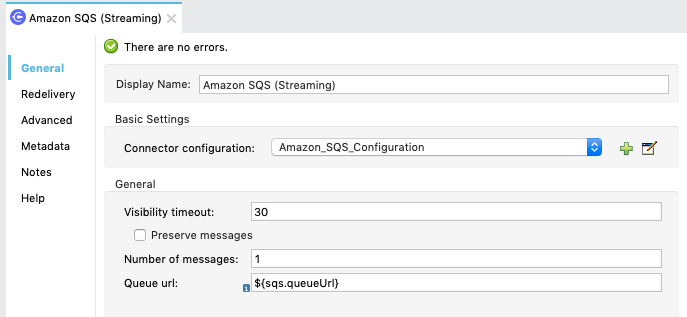 Amazon SQS (Streaming)
There are no errors.
General
Redelivery
Advanced
Metadata
Notes
Help
Display Name: Amazon SQS (Streaming)
Basic Settings
Connector configuration: Amazon_SQS_Configuration
General
Visibility timeout: 30
Preserve messages
Number of messages: 1
Queue url: ${sqs.queueUrl}